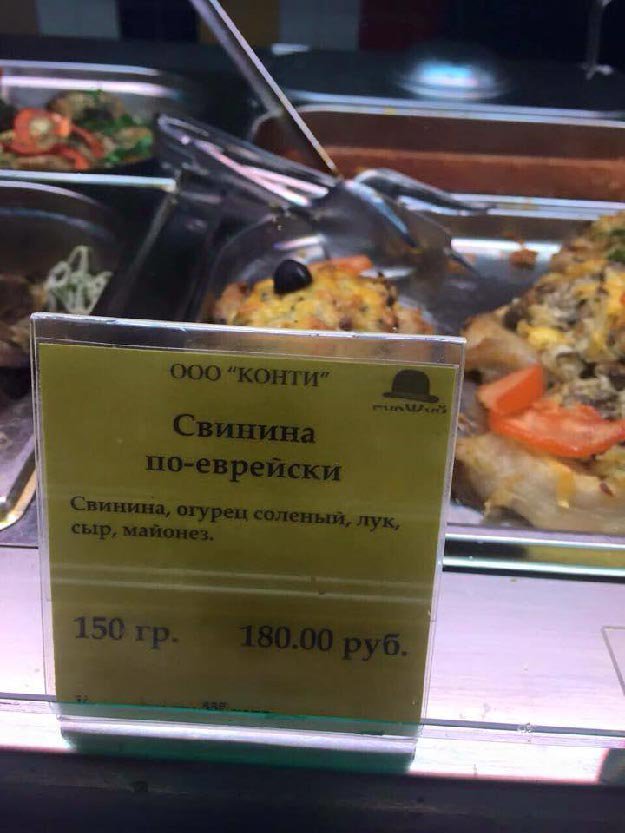 ООО "КОНТИ"
Свинина
по-еврейски
Свинина, огурец соленый, лук,
сыр, майонез.
150 гр. 180.00 руб.